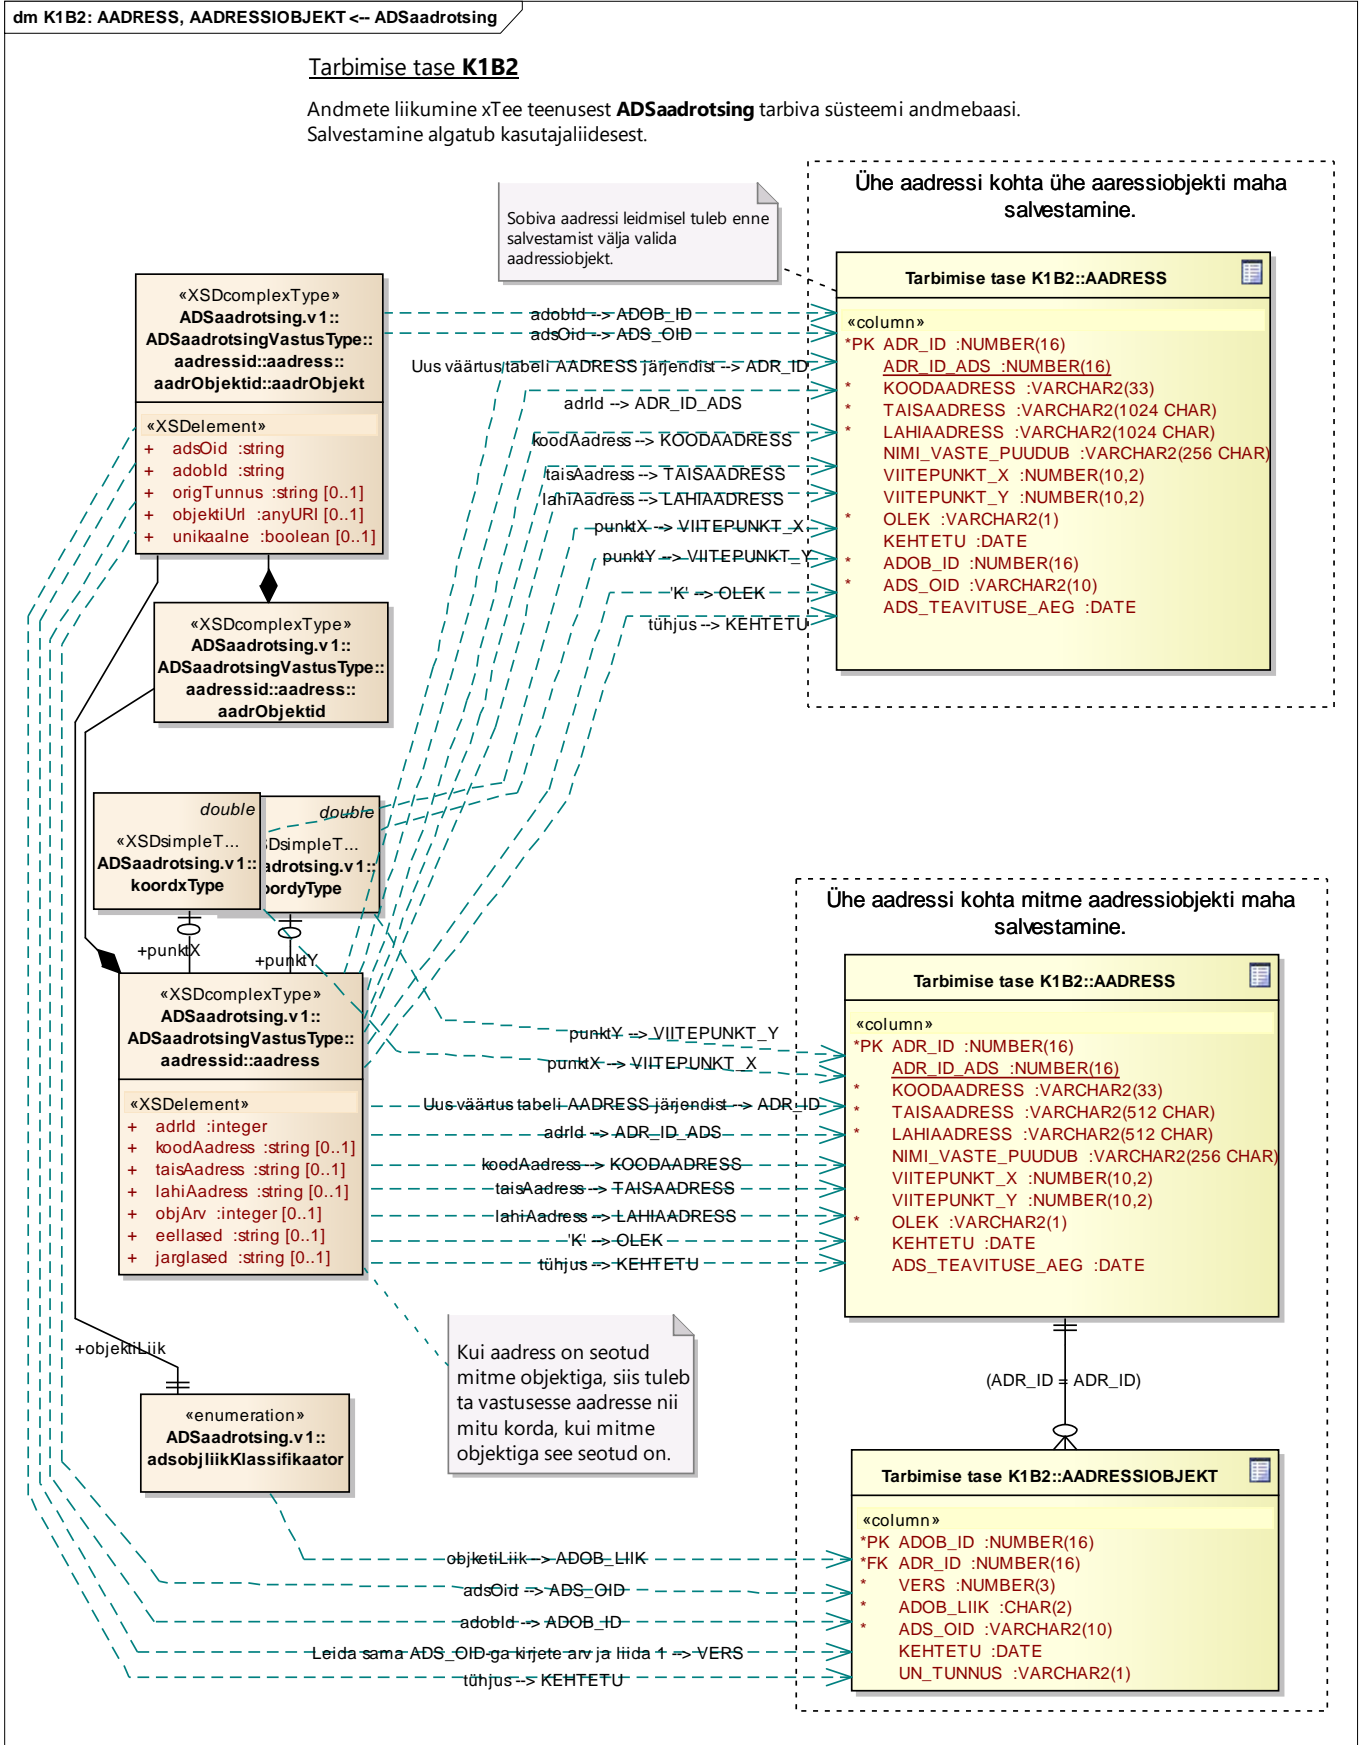 dm K1B2: AADRESS, AADRESSIOBJEKT <-- ADSaadrotsing
Tarbimise tase K1B2
Andmete liikumine xTee teenusest ADSaadrotsing tarbiva süsteemi andmebaasi.
Salvestamine algatub kasutajaliidesest.
Ühe aadressi kohta ühe aaressiobjekti maha
salvestamine.
Sobiva aadressi leidmisel tuleb enne
salvestamist välja valida
aadressiobjekt.
Tarbimise tase K1B2::AADRESS
«column»
*PK ADR_ID :NUMBER(16)
ADR_ID_ADS :NUMBER(16)
* KOODAADRESS :VARCHAR2(33)
* TAISAADRESS :VARCHAR2(1024 CHAR)
* LAHIAADRESS :VARCHAR2(1024 CHAR)
NIMI_VASTE_PUUDUB :VARCHAR2(256 CHAR)
VIITEPUNKT_X :NUMBER(10,2)
VIITEPUNKT_Y :NUMBER(10,2)
* OLEK :VARCHAR2(1)
KEHTETU :DATE
* ADOB_ID :NUMBER(16)
* ADS_OID :VARCHAR2(10)
ADS_TEAVITUSE_AEG :DATE
«XSDcomplexType»
ADSaadrotsing.v1::
ADSaadrotsingVastusType::
aadressid::aadress::
aadrObjektid::aadrObjekt
«XSDelement»
+ adsOid :string
+ adobId :string
+ origTunnus :string [0..1]
+ objektiUrl :anyURI [0..1]
+ unikaalne :boolean [0..1]
adobId --> ADOB_ID
adsOid --> ADS_OID
Uus väärtus tabeli AADRESS järjendist --> ADR_ID
adrId --> ADR_ID_ADS
koodAadress --> KOODAADRESS
taisAadress --> TAISAADRESS
lahiAadress --> LAHIAADRESS
punktX --> VIITEPUNKT_X
punktY --> VIITEPUNKT_Y
'K' --> OLEK
tühjus --> KEHTETU
«XSDcomplexType»
ADSaadrotsing.v1::
ADSaadrotsingVastusType::
aadressid::aadress::
aadrObjektid
double
«XSDsimpleT...
ADSaadrotsing.v1::
koordxType
double
SDsimpleT...
adrotsing.v1::
oordyType
+punktX
+punktY
Ühe aadressi kohta mitme aadressiobjekti maha
salvestamine.
«XSDcomplexType»
ADSaadrotsing.v1::
ADSaadrotsingVastusType::
aadressid::aadress
«XSDelement»
+ adrId :integer
+ koodAadress :string [0..1]
+ taisAadress :string [0..1]
+ lahiAadress :string [0..1]
+ objArv :integer [0..1]
+ eellased :string [0..1]
+ jarglased :string [0..1]
punktY --> VIITEPUNKT_Y
punktX --> VIITEPUNKT_X
Uus väärtus tabeli AADRESS järjendist --> ADR_ID
adrId --> ADR_ID_ADS
koodAadress --> KOODAADRESS
taisAadress --> TAISAADRESS
lahiAadress --> LAHIAADRESS
'K' --> OLEK
tühjus --> KEHTETU
Tarbimise tase K1B2::AADRESS
«column»
*PK ADR_ID :NUMBER(16)
ADR_ID_ADS :NUMBER(16)
* KOODAADRESS :VARCHAR2(33)
* TAISAADRESS :VARCHAR2(512 CHAR)
* LAHIAADRESS :VARCHAR2(512 CHAR)
NIMI_VASTE_PUUDUB :VARCHAR2(256 CHAR)
VIITEPUNKT_X :NUMBER(10,2)
VIITEPUNKT_Y :NUMBER(10,2)
* OLEK :VARCHAR2(1)
KEHTETU :DATE
ADS_TEAVITUSE_AEG :DATE
Kui aadress on seotud
mitme objektiga, siis tuleb
ta vastusesse aadresse nii
mitu korda, kui mitme
objektiga see seotud on.
+objektiLiik
(ADR_ID = ADR_ID)
«enumeration»
ADSaadrotsing.v1::
adsobjliikKlassifikaator
Tarbimise tase K1B2::AADRESSIOBJEKT
«column»
*PK ADOB_ID :NUMBER(16)
*FK ADR_ID :NUMBER(16)
* VERS :NUMBER(3)
* ADOB_LIIK :CHAR(2)
* ADS_OID :VARCHAR2(10)
KEHTETU :DATE
UN_TUNNUS :VARCHAR2(1)
objketiLiik --> ADOB_LIIK
adsOid --> ADS_OID
adobId --> ADOB_ID
Leida sama ADS_OID-ga kirjete arv ja liida 1 --> VERS
tühjus --> KEHTETU